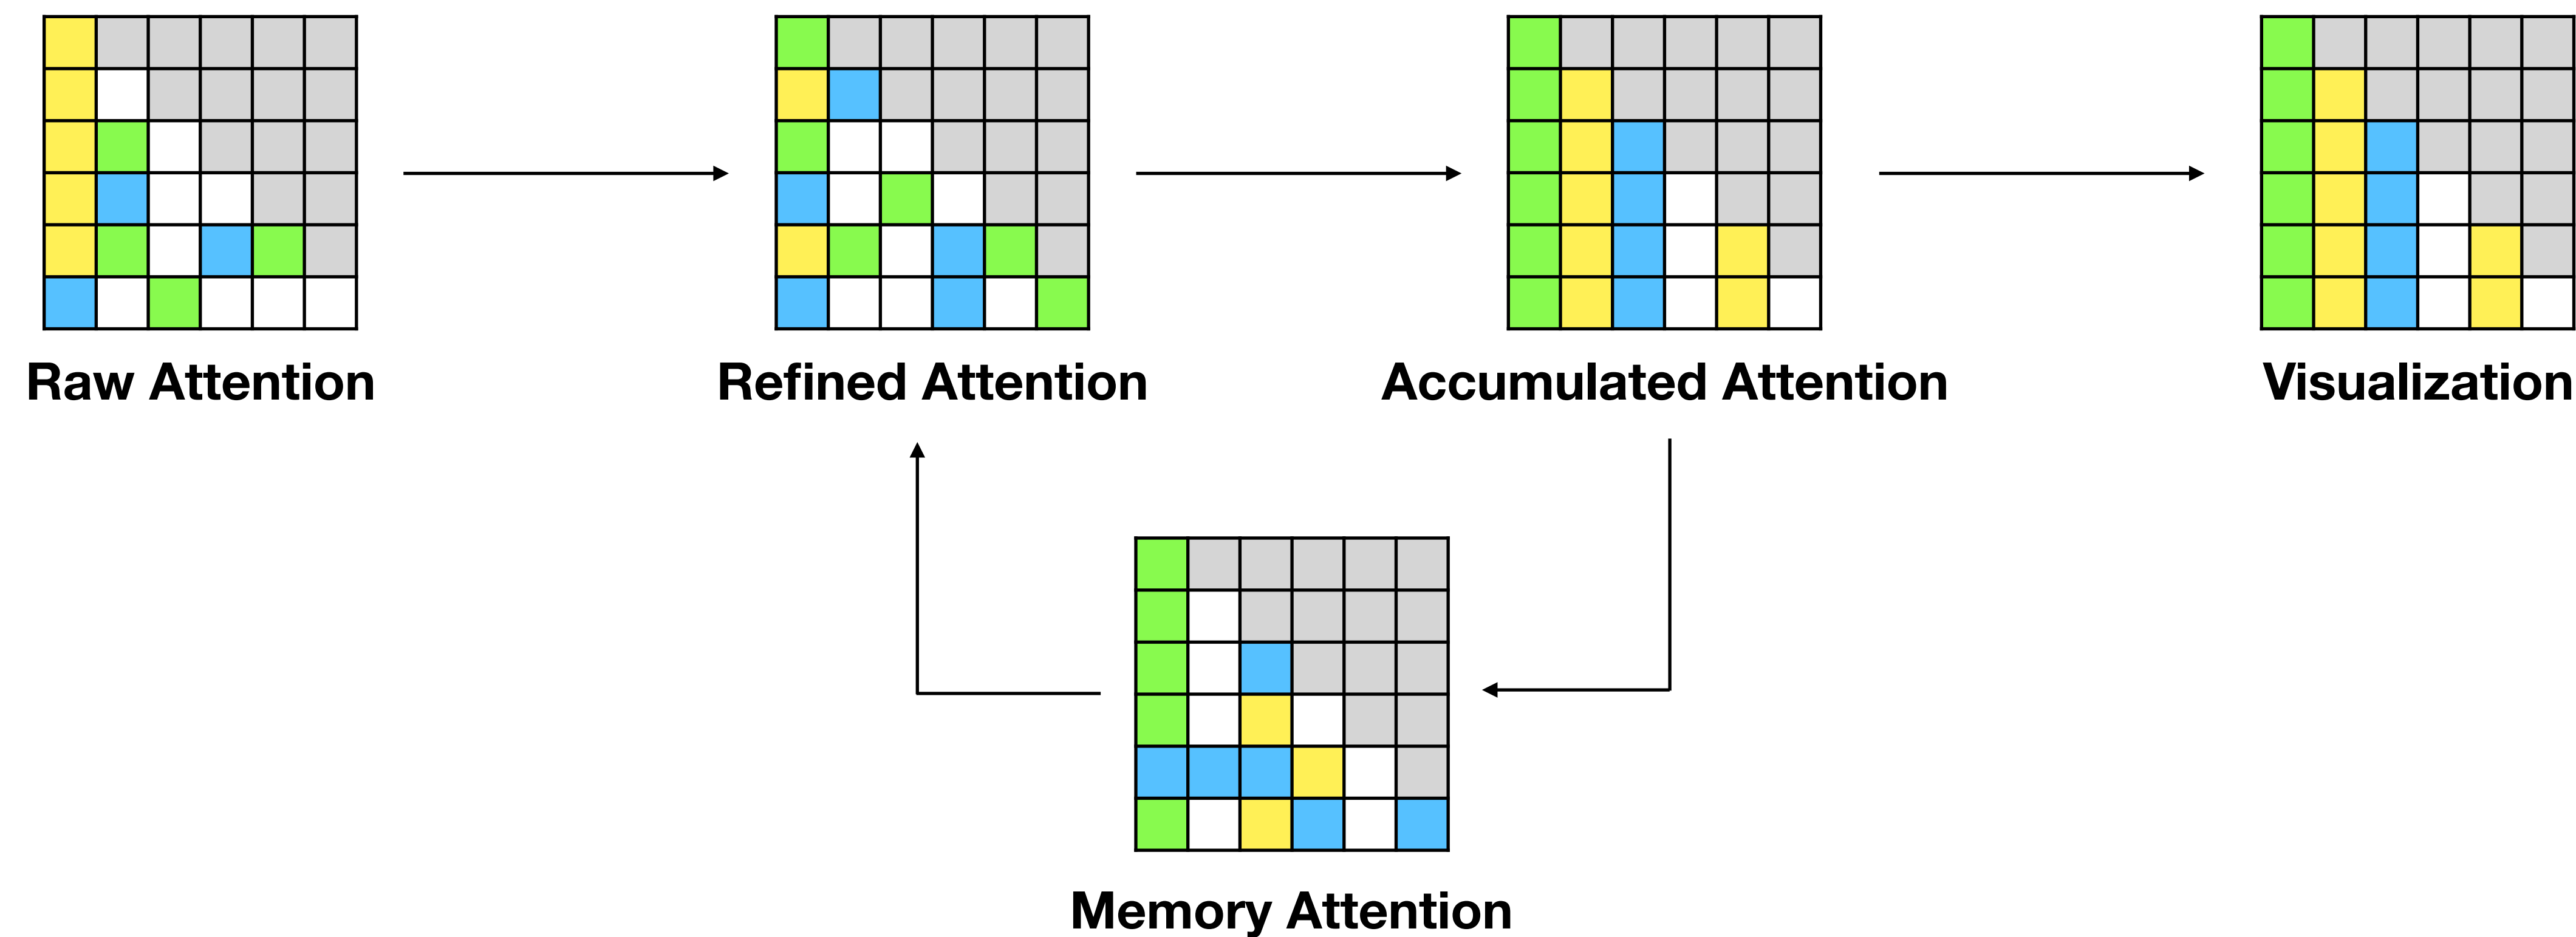 Raw Attention
Refined Attention
Accumulated Attention
Visualization
Memory Attention